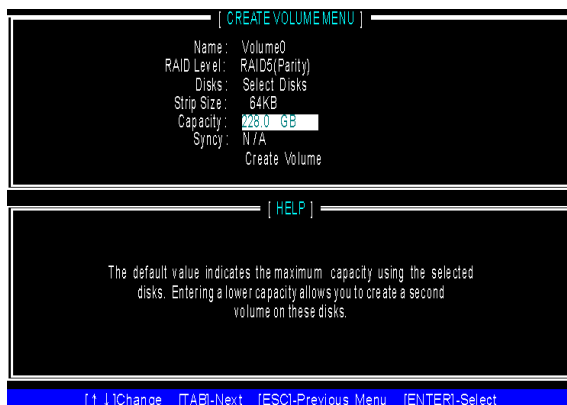 [ CREATE VOLUME MENU ]
Name : Volume0
RAID Level : RAID5(Parity)
Disks : Select Disks
Strip Size : 64KB
Capacity : 228.0 GB
Syncy : N/A
Create Volume
[ HELP ]
The default value indicates the maximum capacity using the selected
disks. Entering a lower capacity allows you to create a second
volume on these disks.
[↑↓]Change [TAB]-Next [ESC]-Previous Menu [ENTER]-Select